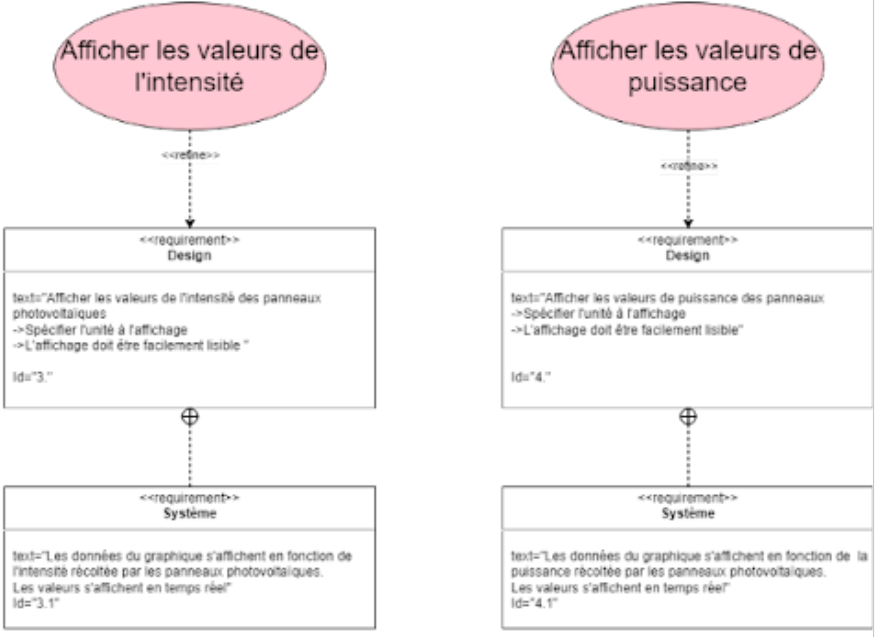 Afficher les valeurs de
l'intensité
<<refine>>
<<requirement>>
Design
text="Afficher les valeurs de l'intensité des panneaux
photovoltaïques
->Spécifier l'unité à l'affichage
->L'affichage doit être facilement lisible "
Id="3."
<<requirement>>
Système
text="Les données du graphique s'affichent en fonction de
l'intensité récoltée par les panneaux photovoltaïques.
Les valeurs s'affichent en temps réel"
Id="3.1"
Afficher les valeurs de
puissance
<<refine>>
<<requirement>>
Design
text="Afficher les valeurs de puissance des panneaux
->Spécifier l'unité à l'affichage
->L'affichage doit être facilement lisible"
Id="4."
<<requirement>>
Système
text="Les données du graphique s'affichent en fonction de  la
puissance récoltée par les panneaux photovoltaïques.
Les valeurs s'affichent en temps réel"
Id="4.1"